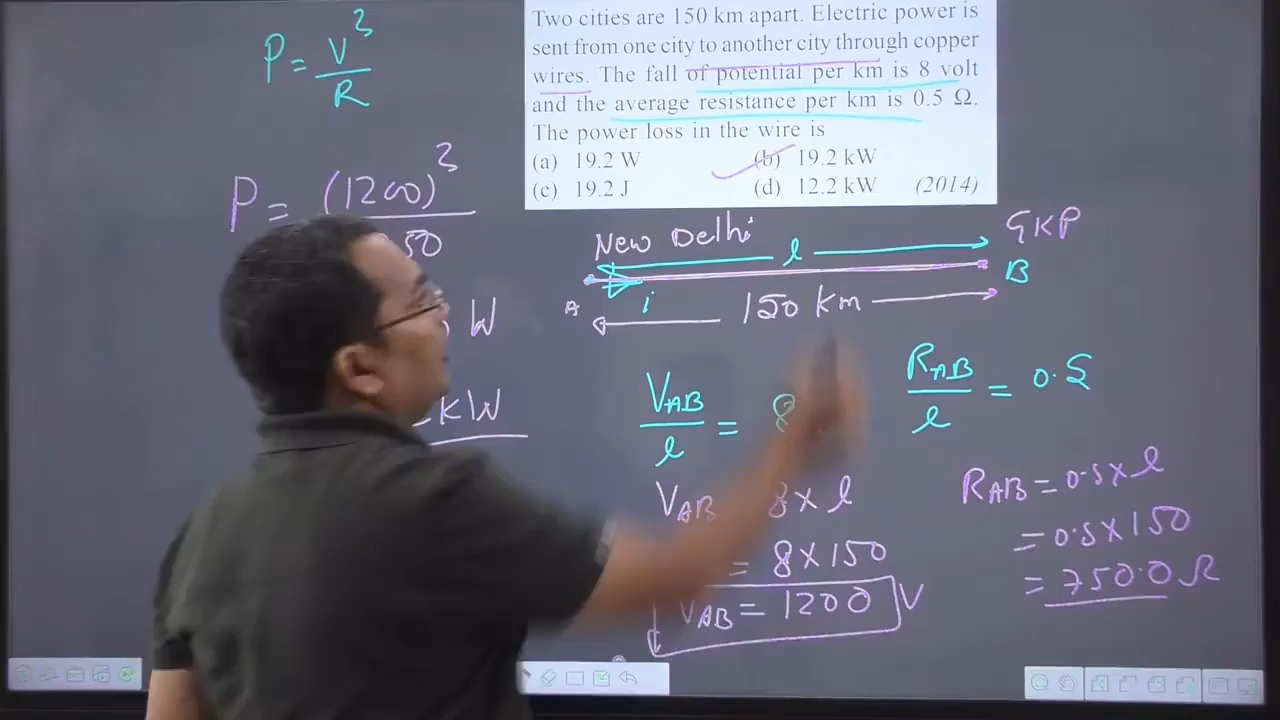 P = V³/R
Two cities are 150 km apart. Electric power is
sent from one city to another city through copper
wires. The fall of potential per km is 8 volt
and the average resistance per km is 0.5 Ω.
The power loss in the wire is
(a) 19.2 W (b) 19.2 kW
(c) 19.2 J (d) 12.2 kW (2014)
P = (1200)³
50
W
KW
New Delhi GKP
l
A i B
150 km
V_AB/l = 8
R_AB/l = 0.5
V_AB 8 × l
= 8 × 150
V_AB = 1200 V
R_AB = 0.5 × l
= 0.5 × 150
= 750.0 Ω